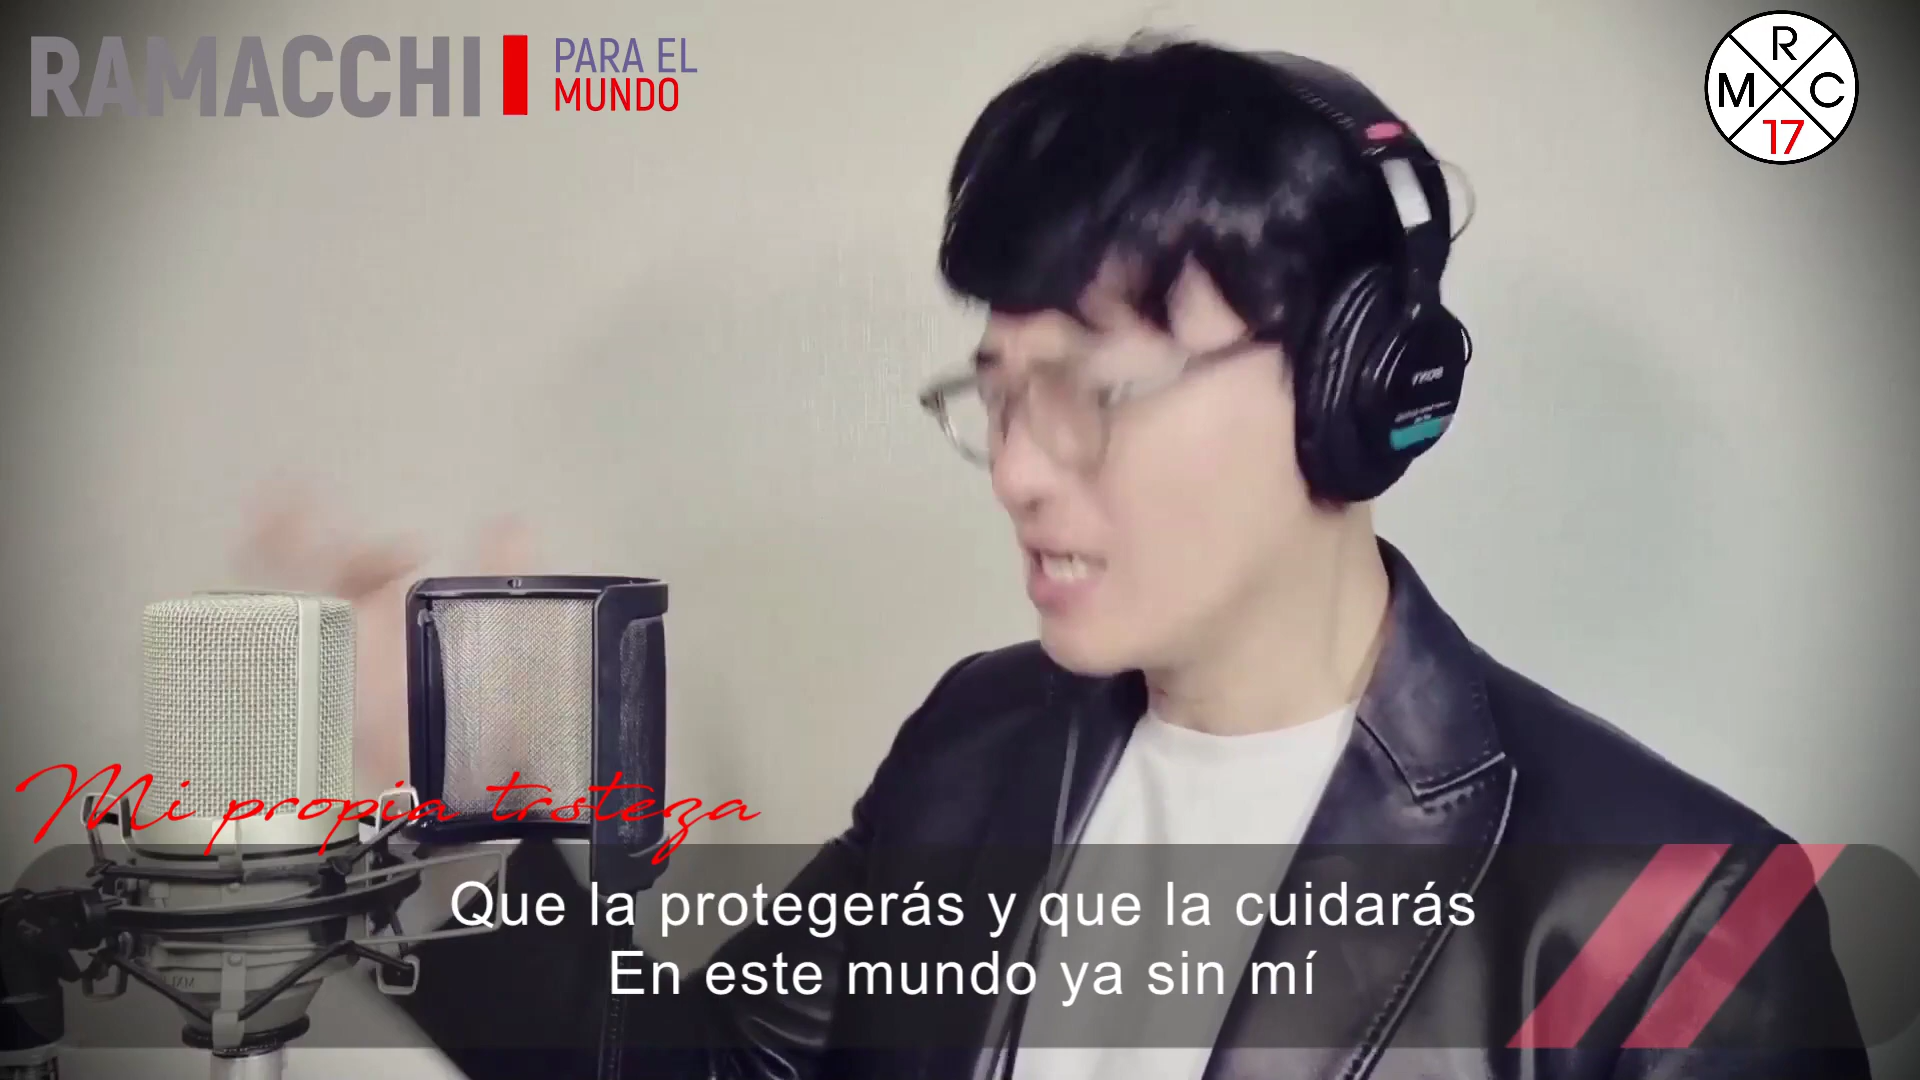 RAMACCHI
PARA EL
MUNDO
R
M C
17
Mi propia trsteza
Que la protegerás y que la cuidarás
En este mundo ya sin mí